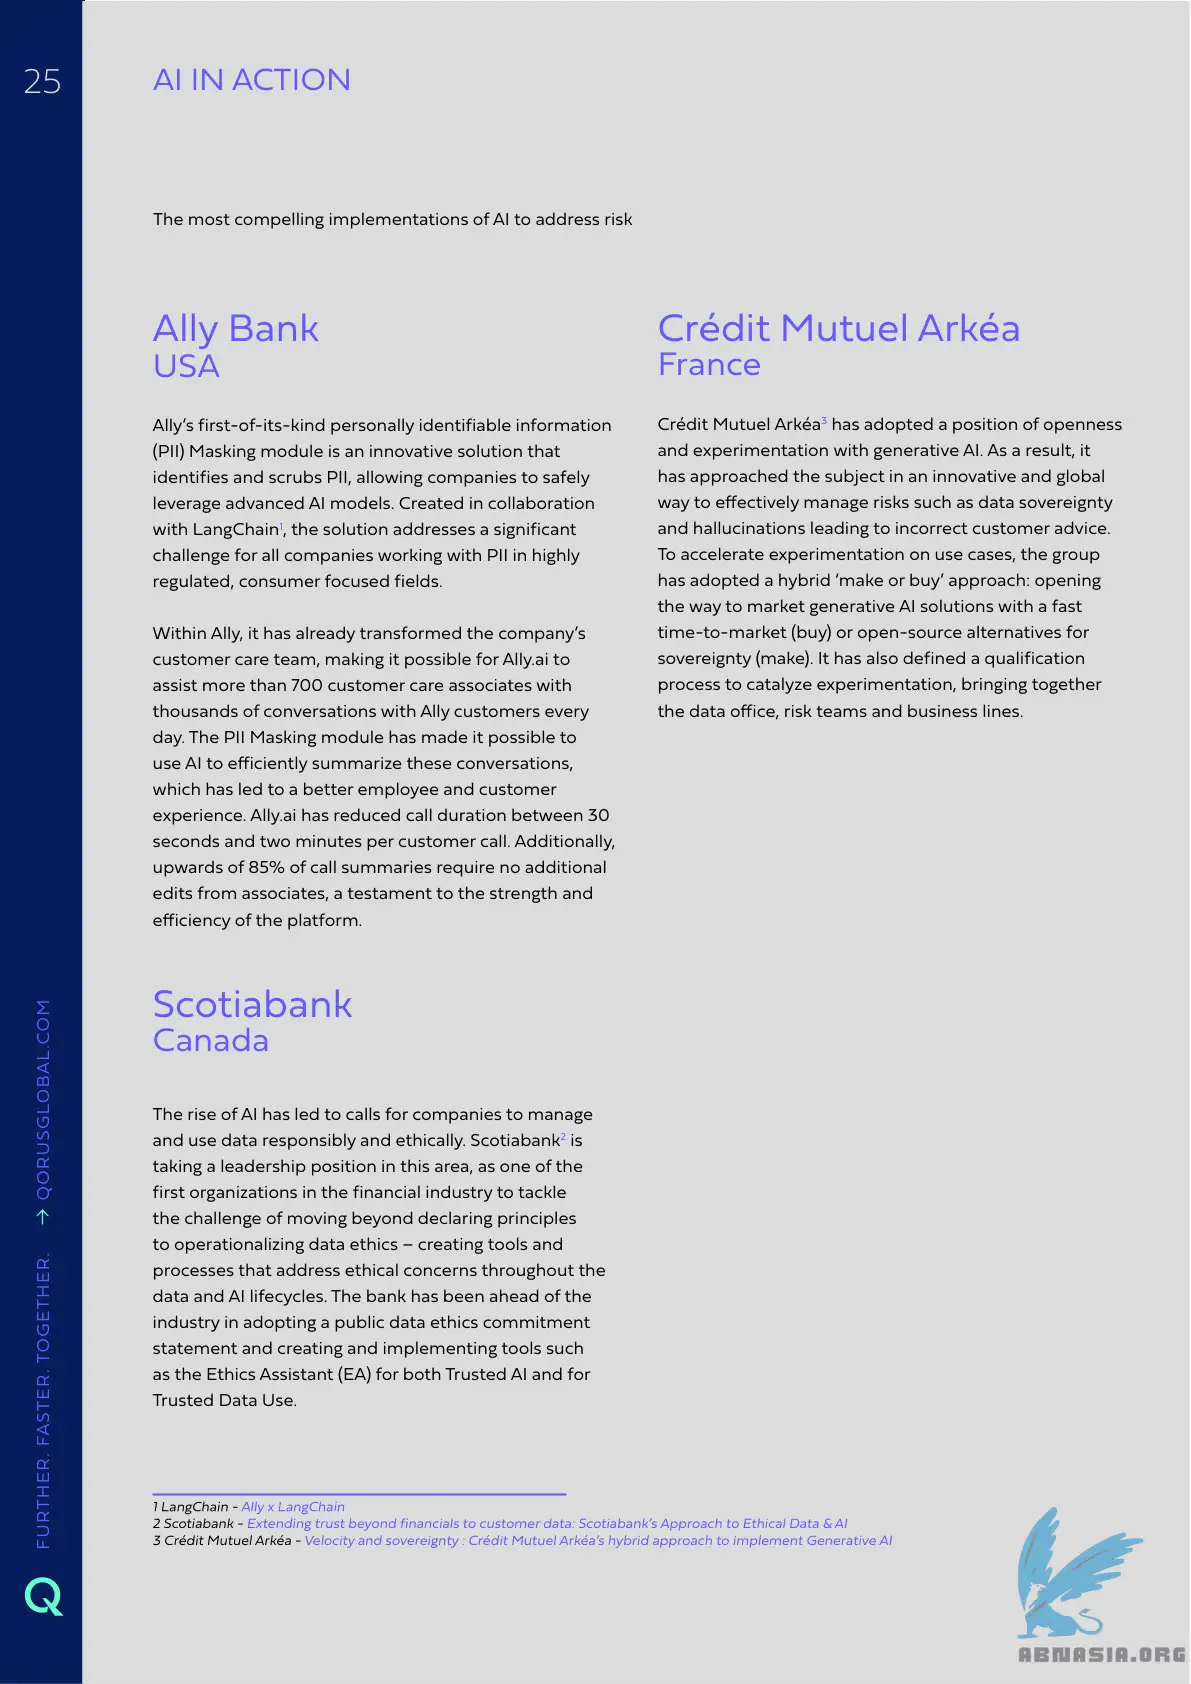 25
AI IN ACTION
The most compelling implementations of AI to address risk
Ally Bank
USA
Ally’s first-of-its-kind personally identifiable information
(PII) Masking module is an innovative solution that
identifies and scrubs PII, allowing companies to safely
leverage advanced AI models. Created in collaboration
with LangChain1, the solution addresses a significant
challenge for all companies working with PII in highly
regulated, consumer focused fields.
Within Ally, it has already transformed the company’s
customer care team, making it possible for Ally.ai to
assist more than 700 customer care associates with
thousands of conversations with Ally customers every
day. The PII Masking module has made it possible to
use AI to efficiently summarize these conversations,
which has led to a better employee and customer
experience. Ally.ai has reduced call duration between 30
seconds and two minutes per customer call. Additionally,
upwards of 85% of call summaries require no additional
edits from associates, a testament to the strength and
efficiency of the platform.
Scotiabank
Canada
The rise of AI has led to calls for companies to manage
and use data responsibly and ethically. Scotiabank2 is
taking a leadership position in this area, as one of the
first organizations in the financial industry to tackle
the challenge of moving beyond declaring principles
to operationalizing data ethics – creating tools and
processes that address ethical concerns throughout the
data and AI lifecycles. The bank has been ahead of the
industry in adopting a public data ethics commitment
statement and creating and implementing tools such
as the Ethics Assistant (EA) for both Trusted AI and for
Trusted Data Use.
Crédit Mutuel Arkéa
France
Crédit Mutuel Arkéa3 has adopted a position of openness
and experimentation with generative AI. As a result, it
has approached the subject in an innovative and global
way to effectively manage risks such as data sovereignty
and hallucinations leading to incorrect customer advice.
To accelerate experimentation on use cases, the group
has adopted a hybrid ‘make or buy’ approach: opening
the way to market generative AI solutions with a fast
time-to-market (buy) or open-source alternatives for
sovereignty (make). It has also defined a qualification
process to catalyze experimentation, bringing together
the data office, risk teams and business lines.
1 LangChain - Ally x LangChain
2 Scotiabank - Extending trust beyond financials to customer data: Scotiabank’s Approach to Ethical Data & AI
3 Crédit Mutuel Arkéa - Velocity and sovereignty : Crédit Mutuel Arkéa’s hybrid approach to implement Generative AI
FURTHER. FASTER. TOGETHER. → QORUSGLOBAL.COM
Q
ABNASIA.ORG